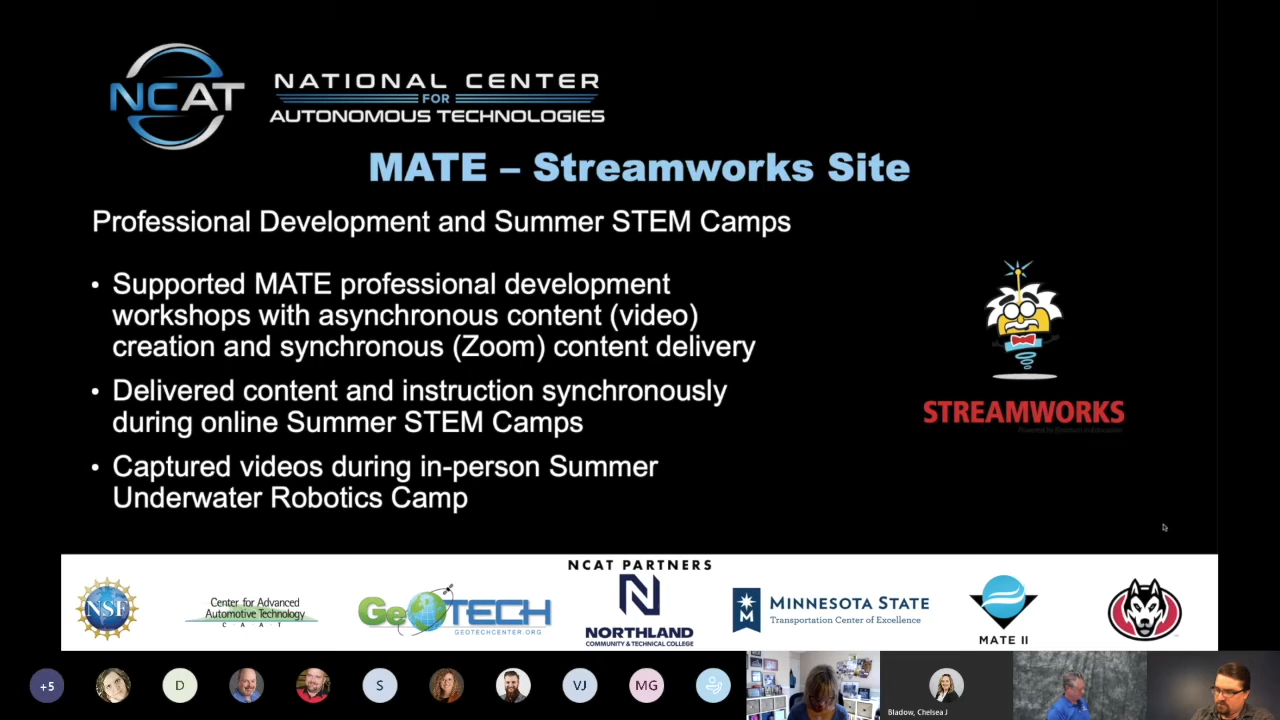 NCAT
NATIONAL CENTER
FOR
AUTONOMOUS TECHNOLOGIES
MATE – Streamworks Site
Professional Development and Summer STEM Camps
• Supported MATE professional development
workshops with asynchronous content (video)
creation and synchronous (Zoom) content delivery
• Delivered content and instruction synchronously
during online Summer STEM Camps
• Captured videos during in-person Summer
Underwater Robotics Camp
STREAMWORKS
NCAT PARTNERS
NSF
Center for Advanced
Automotive Technology
C A A T
GeOTECH
GEOTECHCENTER.ORG
N
NORTHLAND
COMMUNITY & TECHNICAL COLLEGE
M
MINNESOTA STATE
Transportation Center of Excellence
MATE II
+5
D
S
VJ
MG
Bladow, Chelsea J